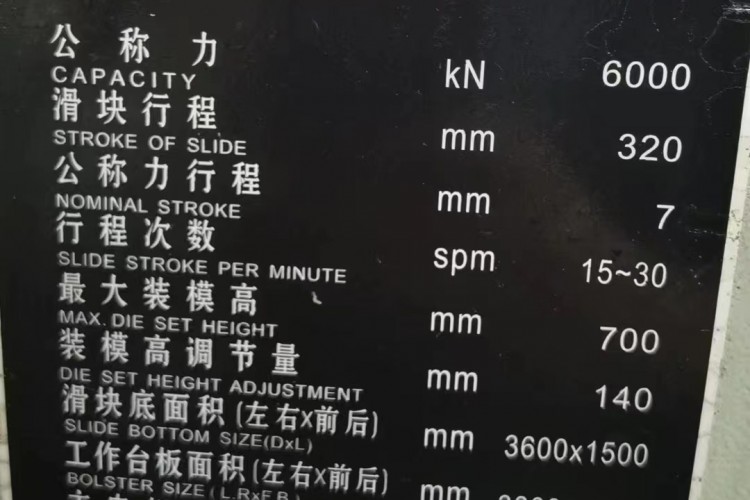 公称力 kN 6000
CAPACITY
滑块行程 mm 320
STROKE OF SLIDE
公称力行程 mm 7
NOMINAL STROKE
行程次数 spm 15~30
SLIDE STROKE PER MINUTE
最大装模高 mm 700
MAX. DIE SET HEIGHT
装模高调节量 mm 140
DIE SET HEIGHT ADJUSTMENT
滑块底面积(左右X前后) mm 3600x1500
SLIDE BOTTOM SIZE(DxL)
工作台板面积(左右X前后) mm
BOLSTER SIZE(L.RxF.B)